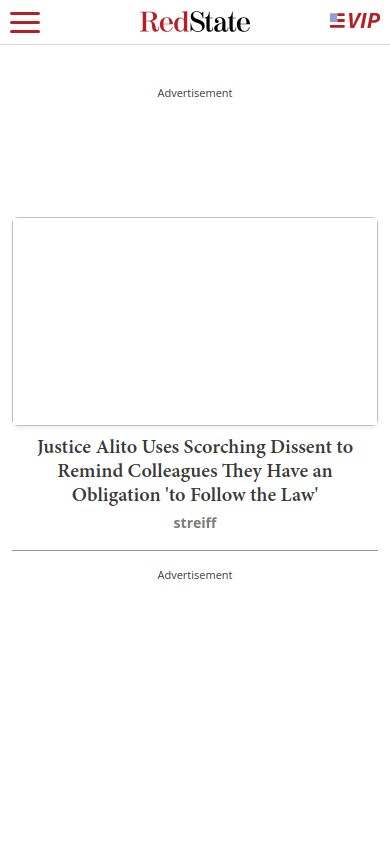 RedState
VIP
Advertisement
Justice Alito Uses Scorching Dissent to
Remind Colleagues They Have an
Obligation 'to Follow the Law'
streiff
Advertisement